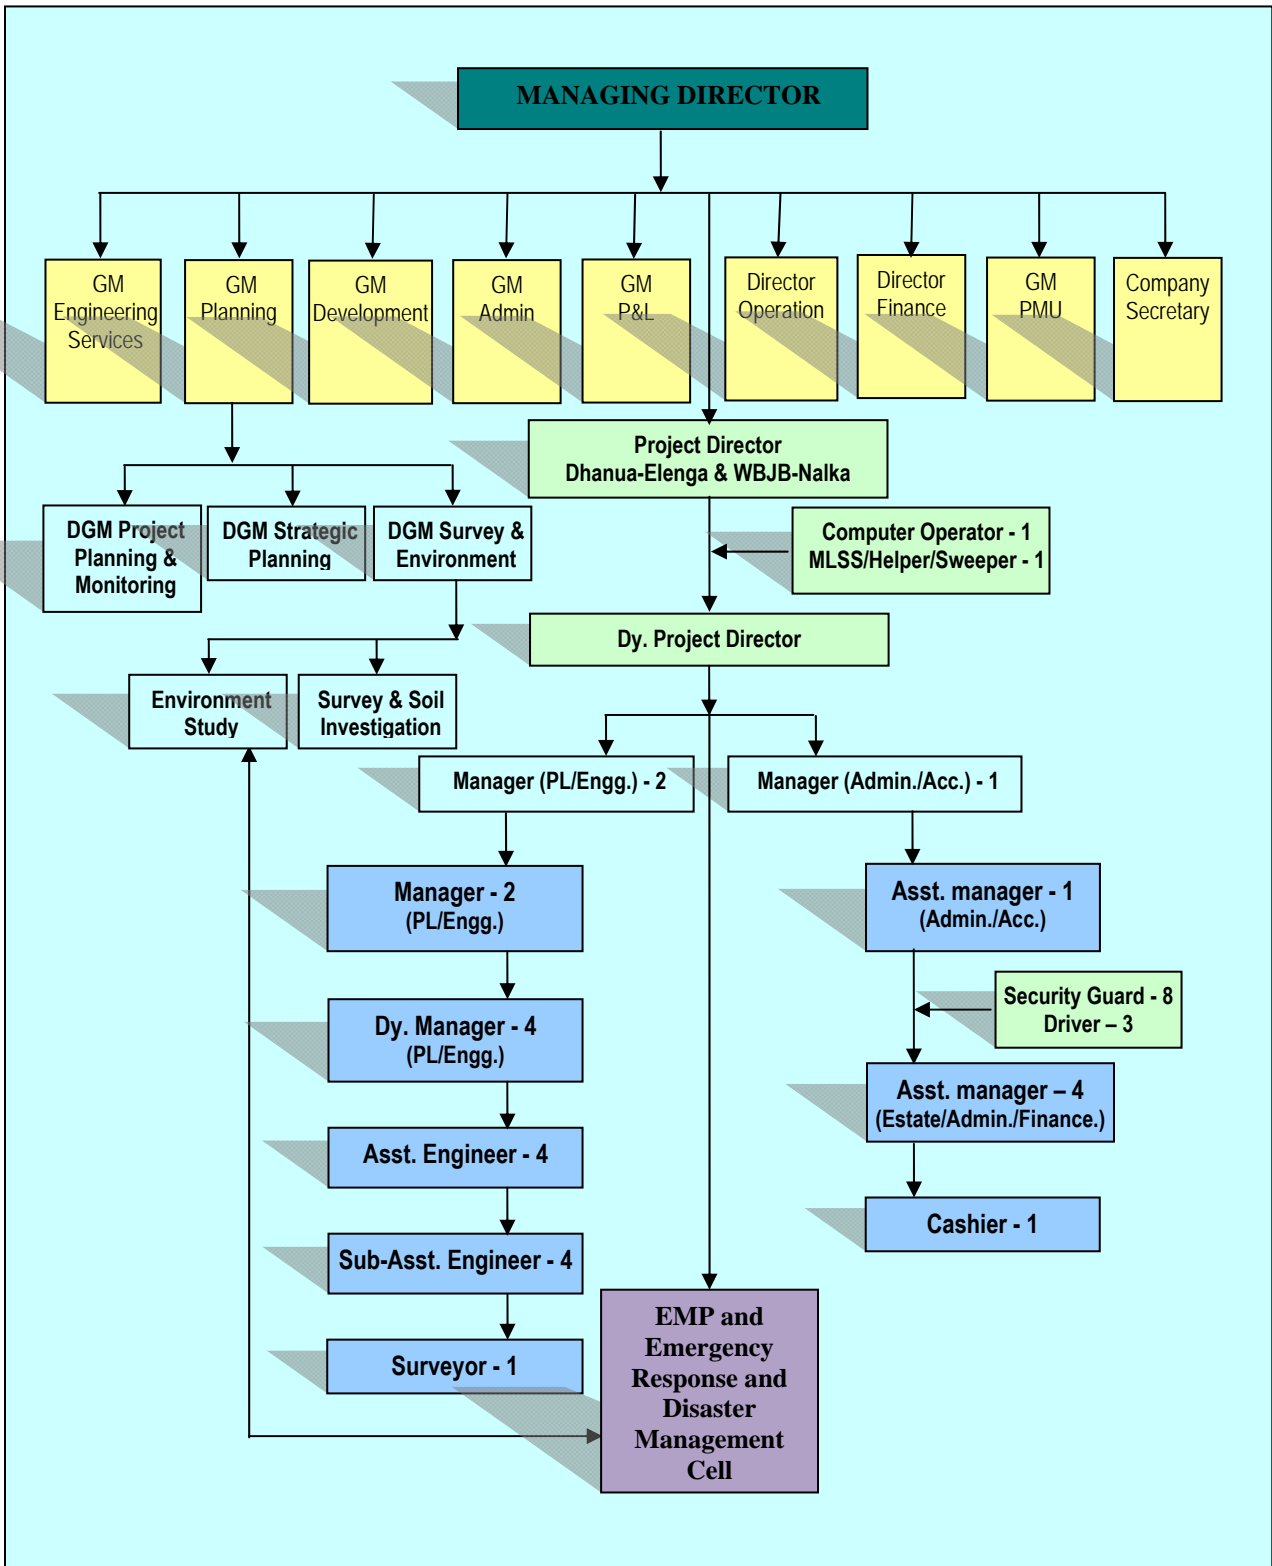 MANAGING DIRECTOR
GM
Engineering
Services
GM
Planning
GM
Development
GM
Admin
GM
P&L
Director
Operation
Director
Finance
GM
PMU
Company
Secretary
Project Director
Dhanua-Elenga & WBJB-Nalka
DGM Project
Planning &
Monitoring
DGM Strategic
Planning
DGM Survey &
Environment
Computer Operator - 1
MLSS/Helper/Sweeper - 1
Dy. Project Director
Environment
Study
Survey & Soil
Investigation
Manager (PL/Engg.) - 2
Manager (Admin./Acc.) - 1
Manager - 2
(PL/Engg.)
Asst. manager - 1
(Admin./Acc.)
Security Guard - 8
Driver – 3
Dy. Manager - 4
(PL/Engg.)
Asst. manager – 4
(Estate/Admin./Finance.)
Asst. Engineer - 4
Cashier - 1
Sub-Asst. Engineer - 4
Surveyor - 1
EMP and
Emergency
Response and
Disaster
Management
Cell